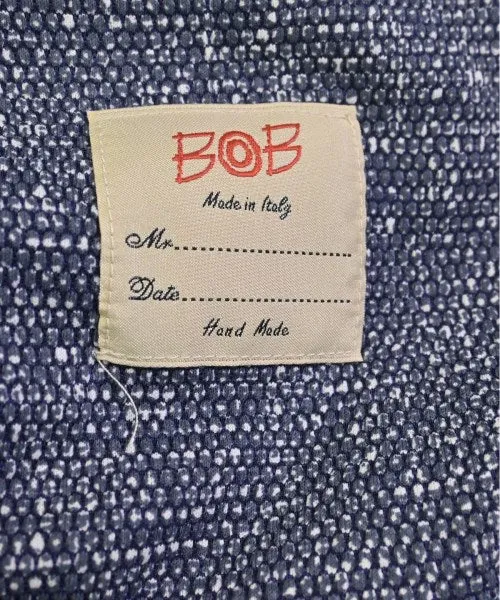 BOB
Made in Italy
Mr..............................
Date............................
Hand Made